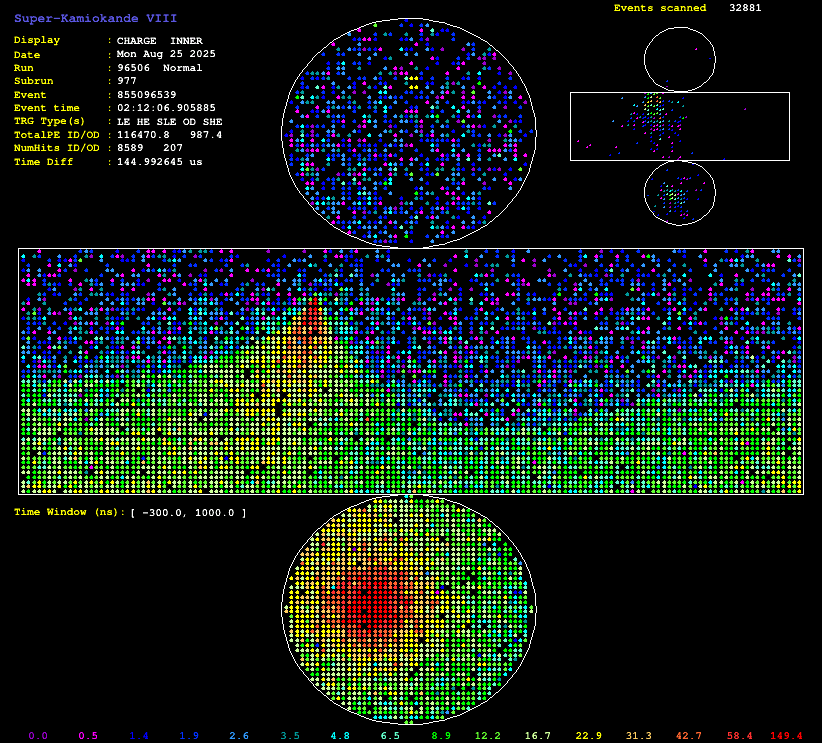 Super-Kamiokande VIII
Events scanned 32881
Display : CHARGE INNER
Date : Mon Aug 25 2025
Run : 96506 Normal
Subrun : 977
Event : 855096539
Event time : 02:12:06.905885
TRG Type(s) : LE HE SLE OD SHE
TotalPE ID/OD : 116470.8 987.4
NumHits ID/OD : 8589 207
Time Diff : 144.992645 us
Time Window (ns): [ -300.0, 1000.0 ]
0.0 0.5 1.4 1.9 2.6 3.5 4.8 6.5 8.9 12.2 16.7 22.9 31.3 42.7 58.4 149.4